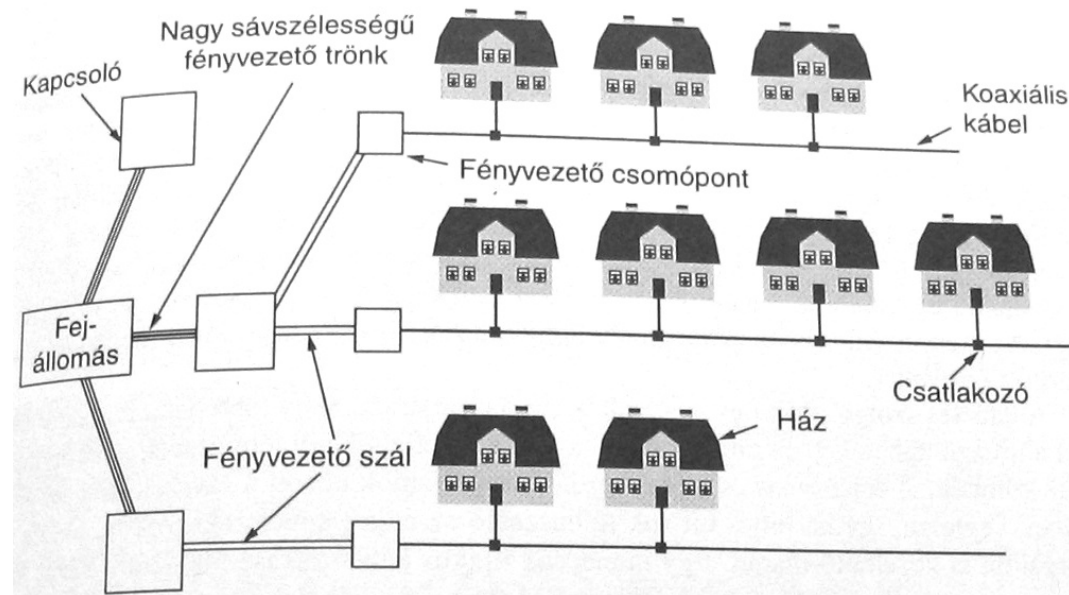 Nagy sávszélességű
fényvezető trönk
Kapcsoló
Koaxiális
kábel
Fényvezető csomópont
Fej-
állomás
Csatlakozó
Ház
Fényvezető szál